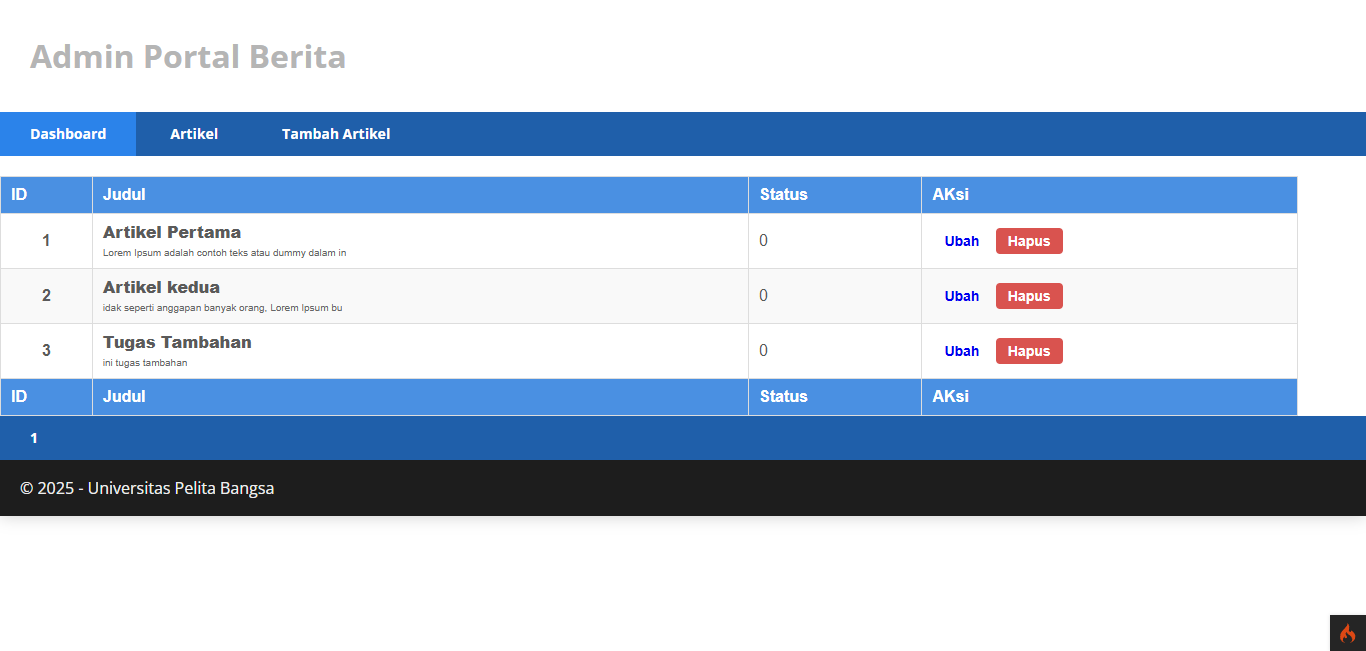 Admin Portal Berita
Dashboard Artikel Tambah Artikel
ID Judul Status AKsi
1 Artikel Pertama 0 Ubah Hapus
Lorem Ipsum adalah contoh teks atau dummy dalam in
2 Artikel kedua 0 Ubah Hapus
idak seperti anggapan banyak orang, Lorem Ipsum bu
3 Tugas Tambahan 0 Ubah Hapus
ini tugas tambahan
ID Judul Status AKsi
1
© 2025 - Universitas Pelita Bangsa